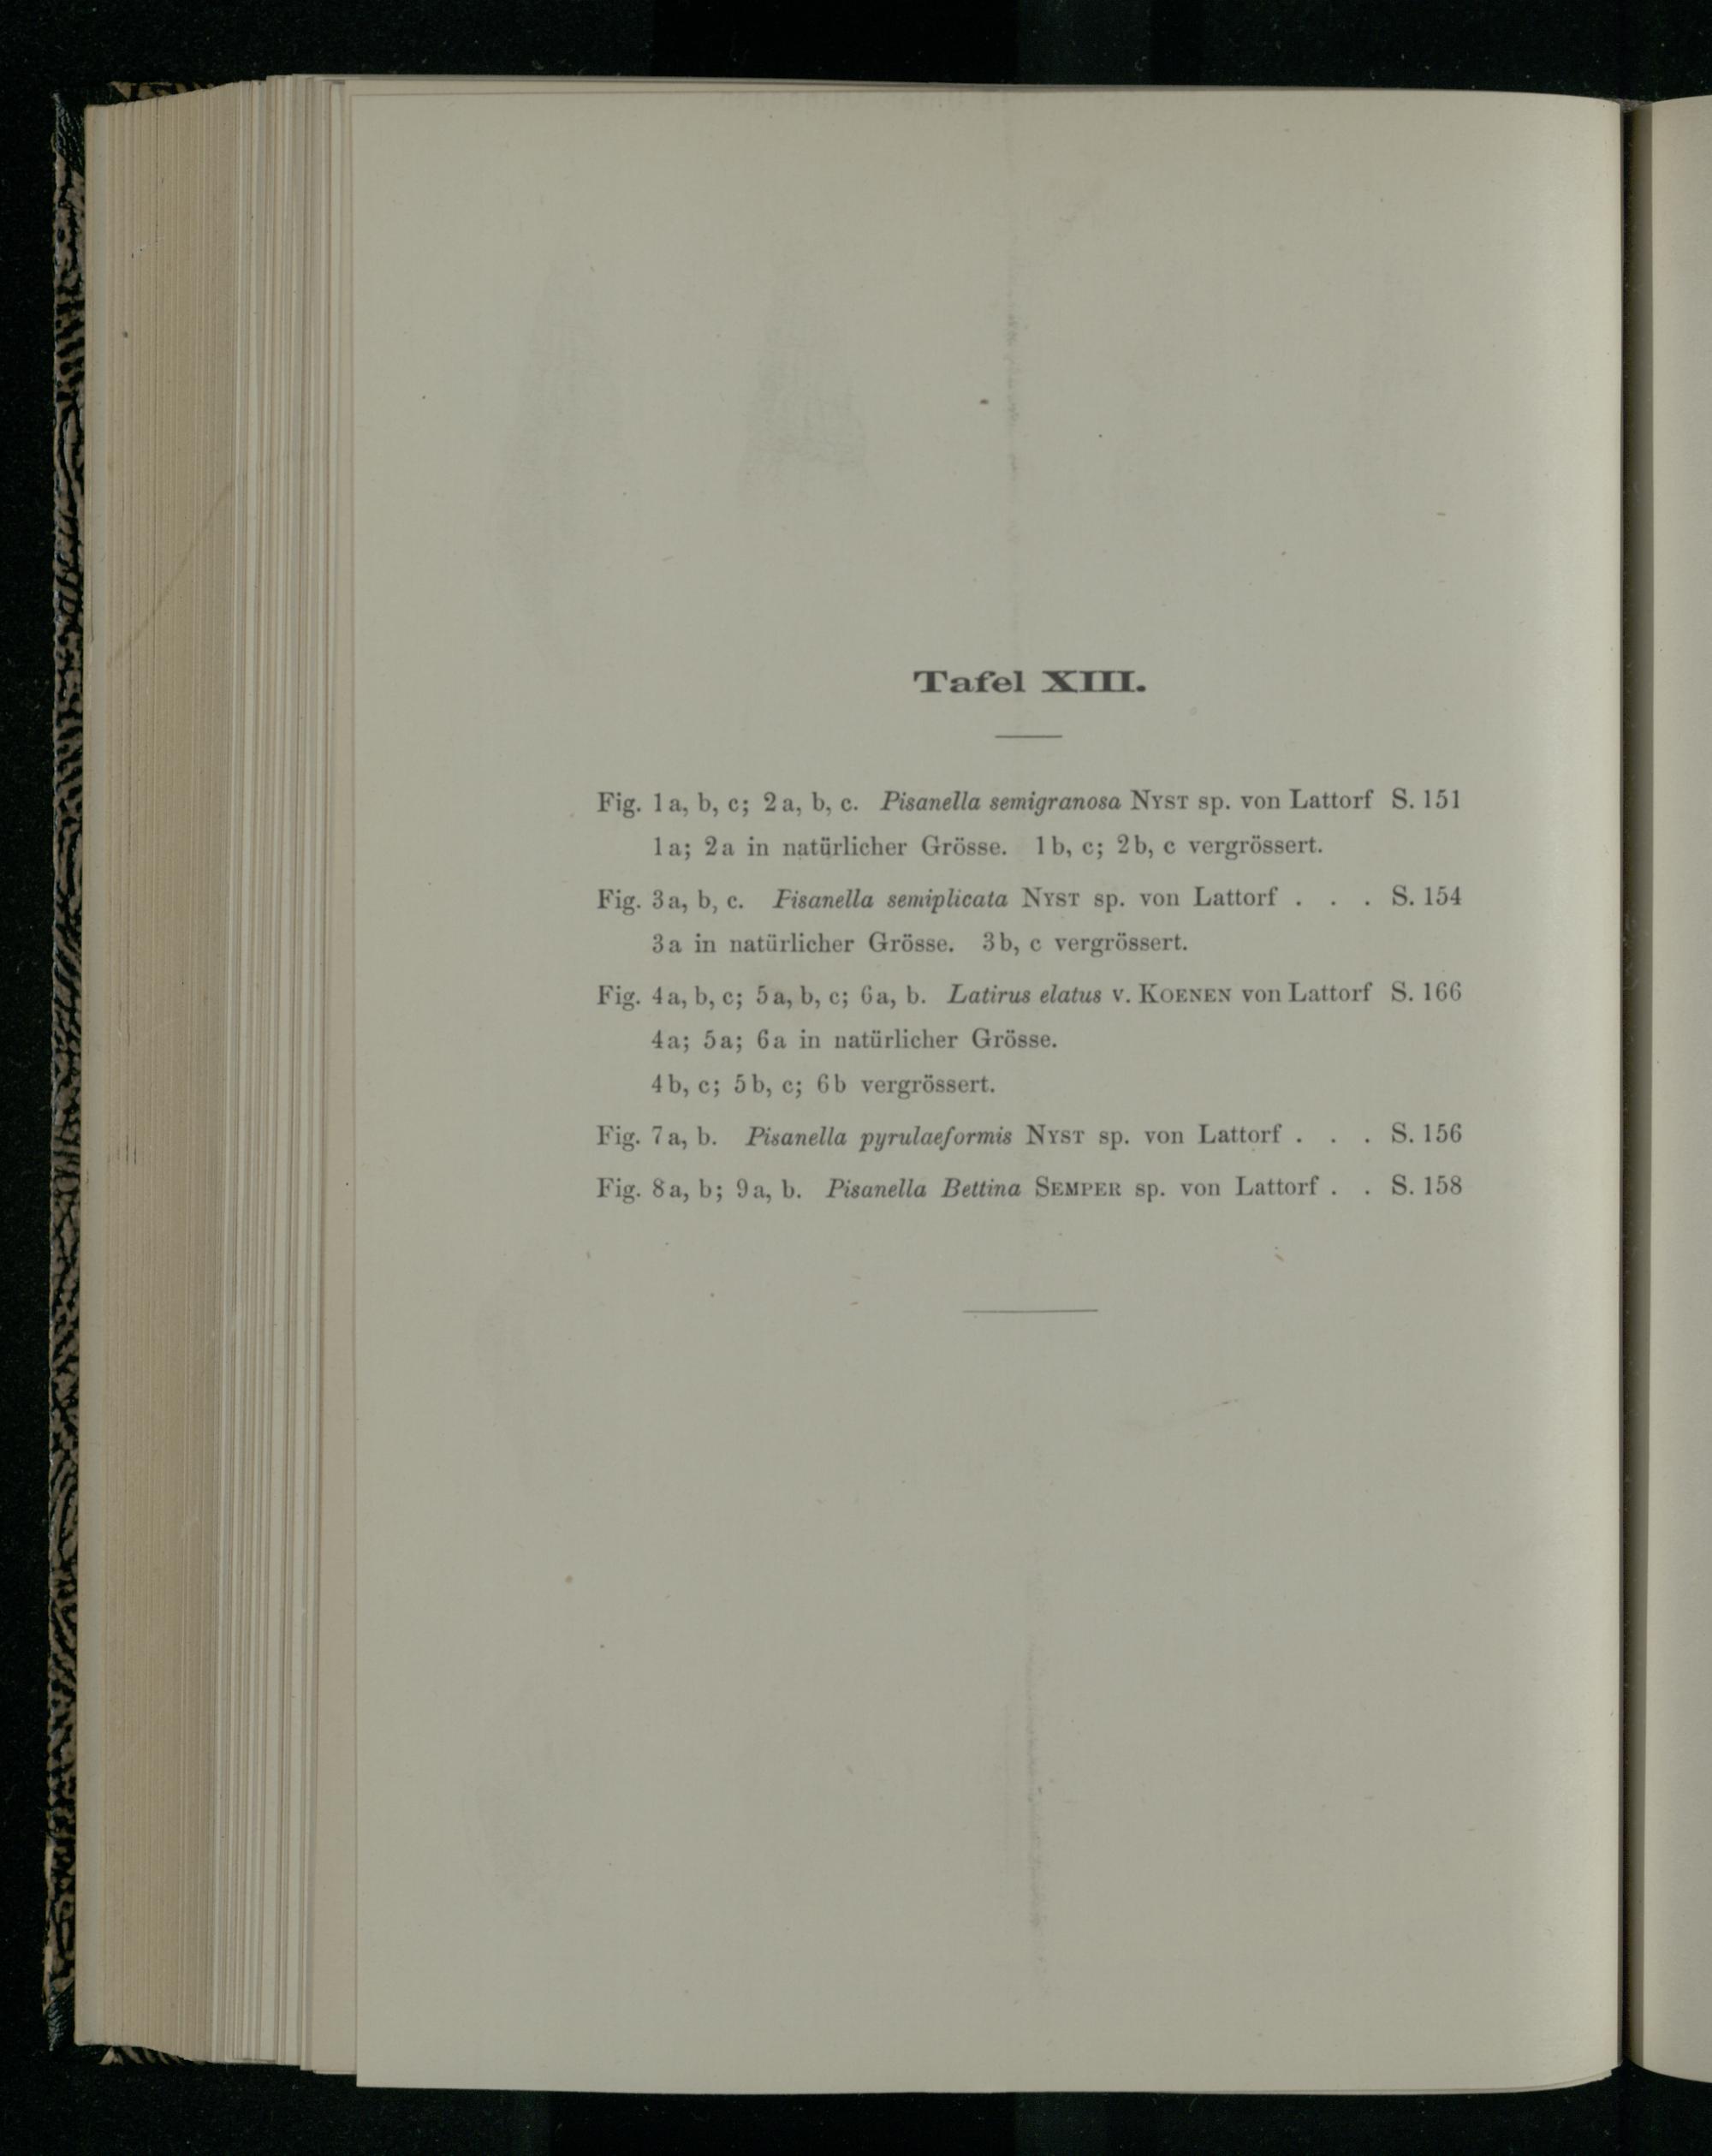 Tafel XIII.
Fig. 1a, b, c; 2a, b, c. Pisanella semigranosa NYST sp. von Lattorf S. 151
1a; 2a in natürlicher Grösse. 1b, c; 2b, c vergrössert.
Fig. 3a, b, c. Pisanella semiplicata NYST sp. von Lattorf . . . S. 154
3a in natürlicher Grösse. 3b, c vergrössert.
Fig. 4a, b, c; 5a, b, c; 6a, b. Latirus elatus v. KOENEN von Lattorf S. 166
4a; 5a; 6a in natürlicher Grösse.
4b, c; 5b, c; 6b vergrössert.
Fig. 7a, b. Pisanella pyrulaeformis NYST sp. von Lattorf . . . S. 156
Fig. 8a, b; 9a, b. Pisanella Bettina SEMPER sp. von Lattorf . . S. 158